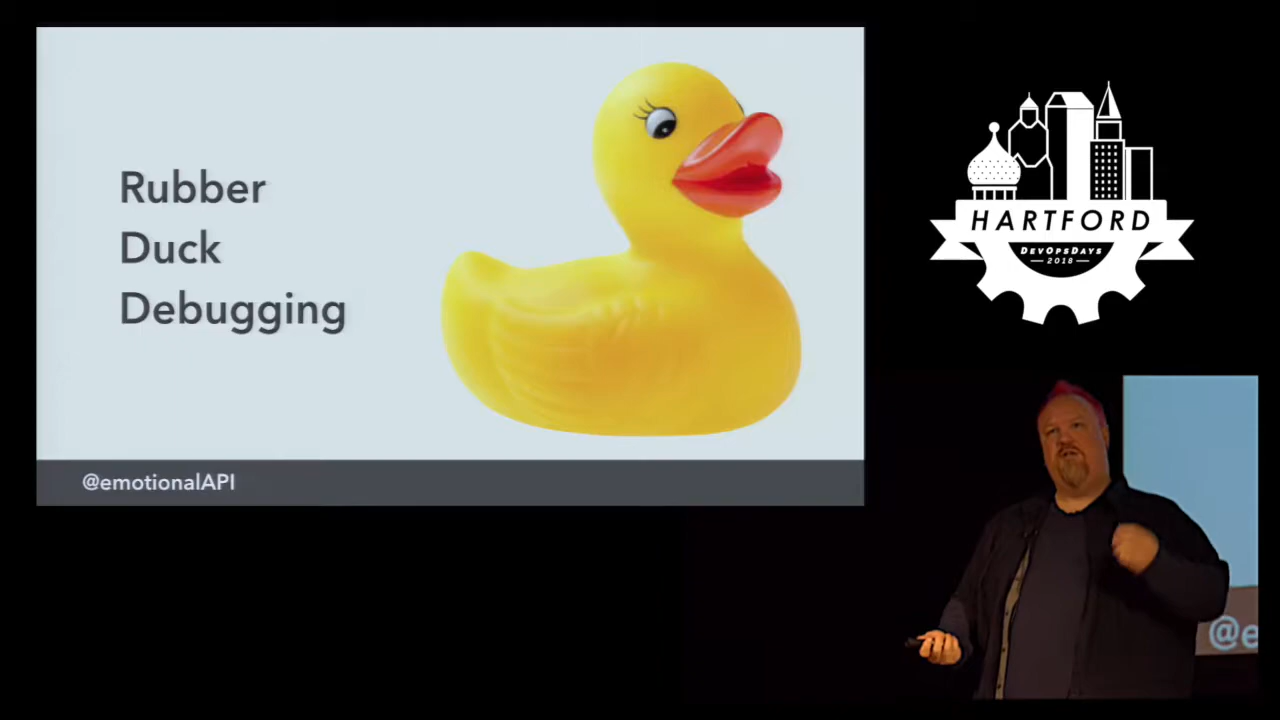 Rubber
Duck
Debugging
@emotionalAPI
HARTFORD
DEVOPSDAYS
2018
@e